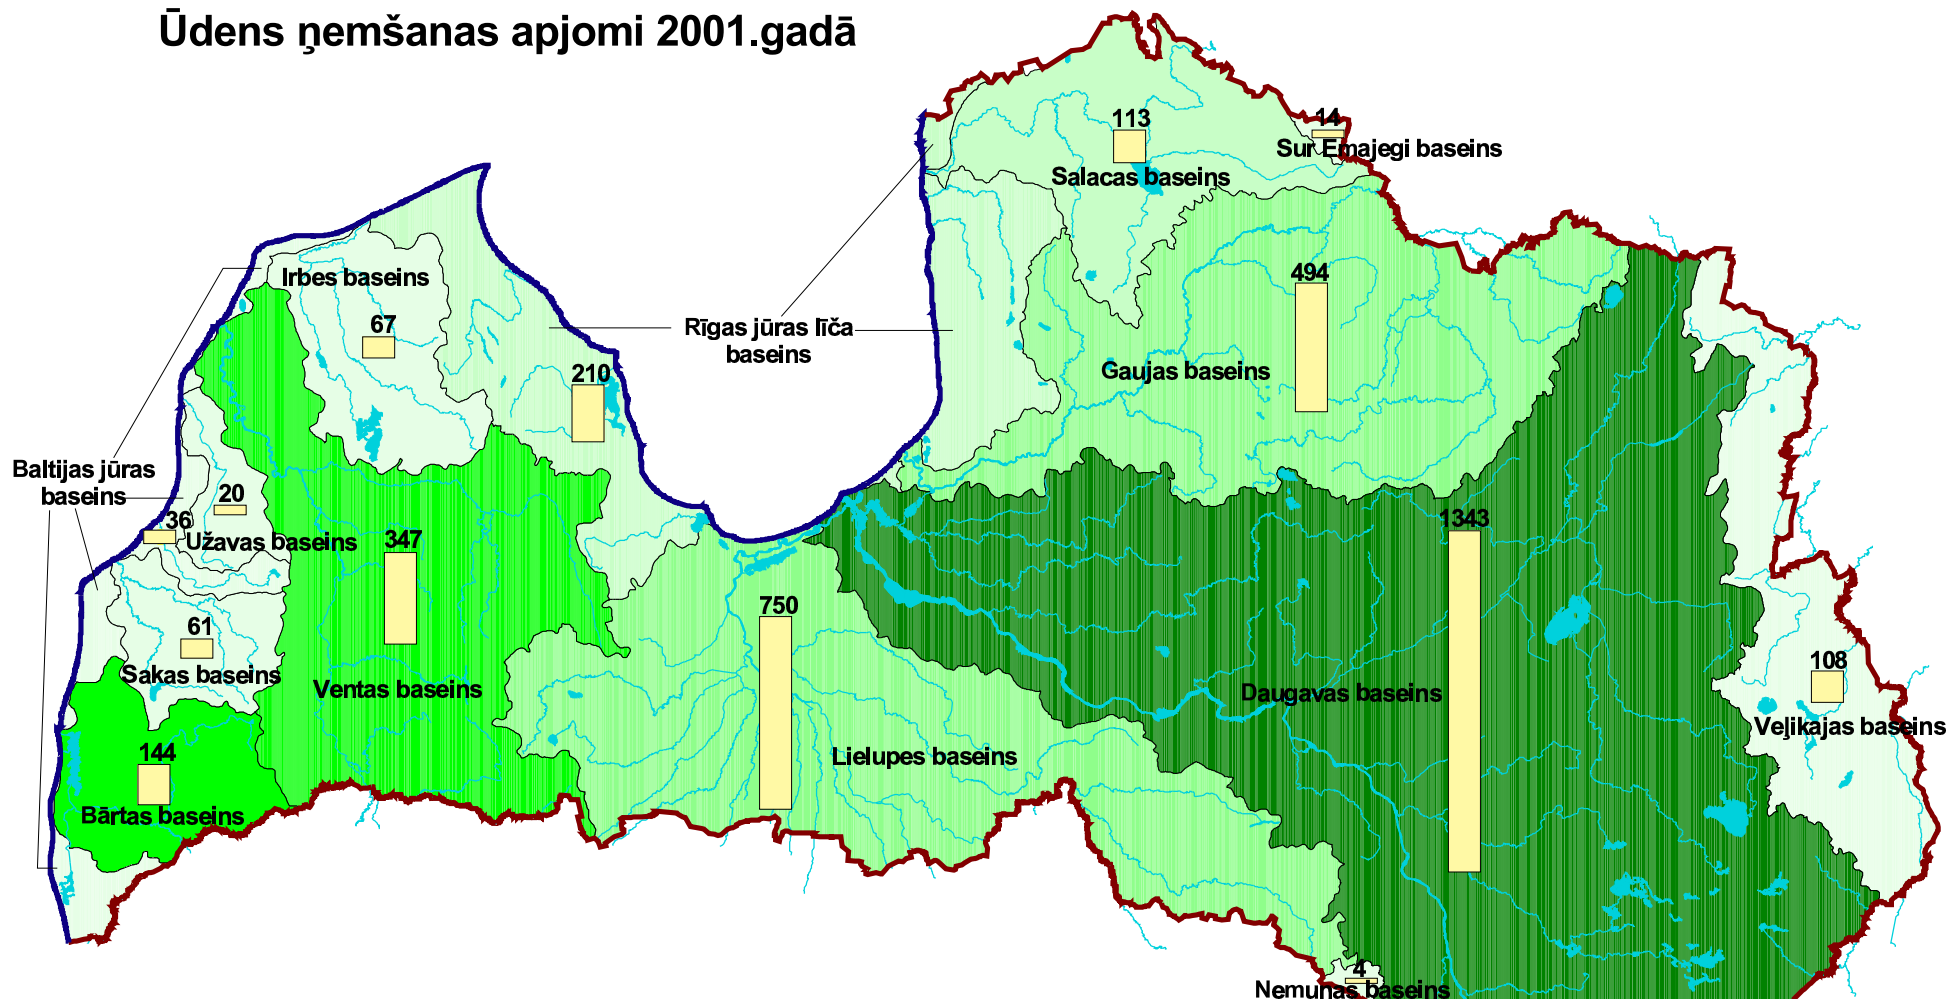 Ūdens ņemšanas apjomi 2001.gadā
113
14
Sur Emajegi baseins
Salacas baseins
Irbes baseins
494
67
Rīgas jūras līča
baseins
210
Gaujas baseins
Baltijas jūras
baseins
20
36
Užavas baseins
347
1343
750
61
Sakas baseins
Ventas baseins
Daugavas baseins
108
Veļikajas baseins
144
Lielupes baseins
Bārtas baseins
4
Nemunas baseins